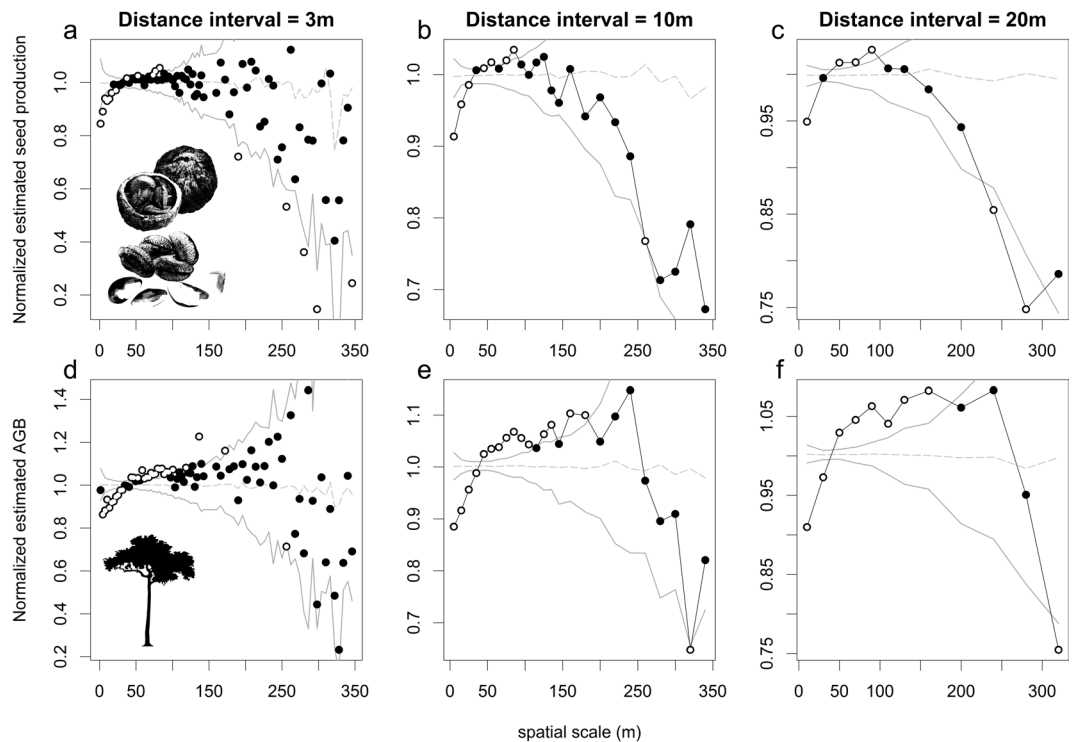 Distance interval = 3m
Distance interval = 10m
Distance interval = 20m
a
b
c
Normalized estimated seed production
0.2 0.4 0.6 0.8 1.0
0.7 0.8 0.9 1.0
0.75 0.85 0.95
0 50 150 250 350
0 50 150 250 350
0 50 100 200 300
d
e
f
Normalized estimated AGB
0.2 0.4 0.6 0.8 1.0 1.2 1.4
0.7 0.8 0.9 1.0 1.1
0.75 0.85 0.95 1.05
0 50 150 250 350
0 50 150 250 350
0 50 100 200 300
spatial scale (m)